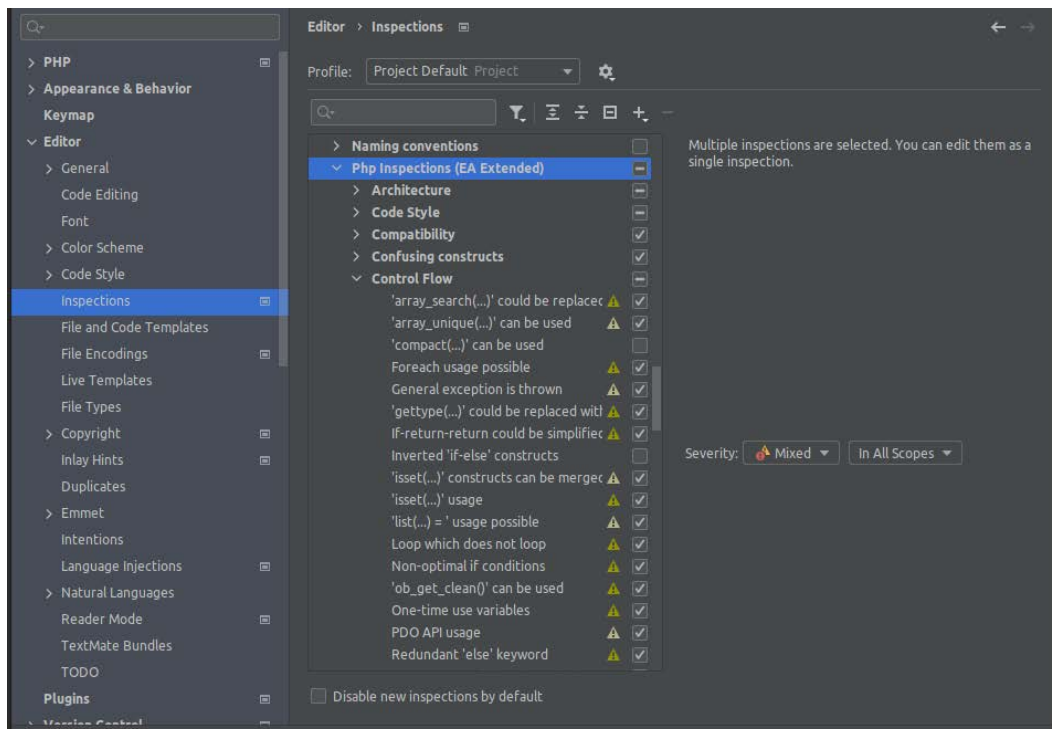 PHP
Appearance & Behavior
Keymap
Editor
General
Code Editing
Font
Color Scheme
Code Style
Inspections
File and Code Templates
File Encodings
Live Templates
File Types
Copyright
Inlay Hints
Duplicates
Emmet
Intentions
Language Injections
Natural Languages
Reader Mode
TextMate Bundles
TODO
Plugins
Version Control
Editor > Inspections
Profile: Project Default Project
Naming conventions
Php Inspections (EA Extended)
Architecture
Code Style
Compatibility
Confusing constructs
Control Flow
'array_search(...)' could be replaced
'array_unique(...)' can be used
'compact(...)' can be used
Foreach usage possible
General exception is thrown
'gettype(...)' could be replaced with
If-return-return could be simplified
Inverted 'if-else' constructs
'isset(...)' constructs can be merged
'isset(...)' usage
'list(...) = ' usage possible
Loop which does not loop
Non-optimal if conditions
'ob_get_clean()' can be used
One-time use variables
PDO API usage
Redundant 'else' keyword
Disable new inspections by default
Multiple inspections are selected. You can edit them as a
single inspection.
Severity: Mixed In All Scopes